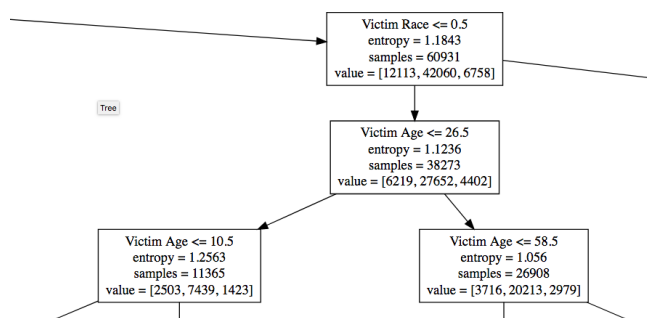 Victim Race <= 0.5
entropy = 1.1843
samples = 60931
value = [12113, 42060, 6758]
Tree
Victim Age <= 26.5
entropy = 1.1236
samples = 38273
value = [6219, 27652, 4402]
Victim Age <= 10.5
entropy = 1.2563
samples = 11365
value = [2503, 7439, 1423]
Victim Age <= 58.5
entropy = 1.056
samples = 26908
value = [3716, 20213, 2979]